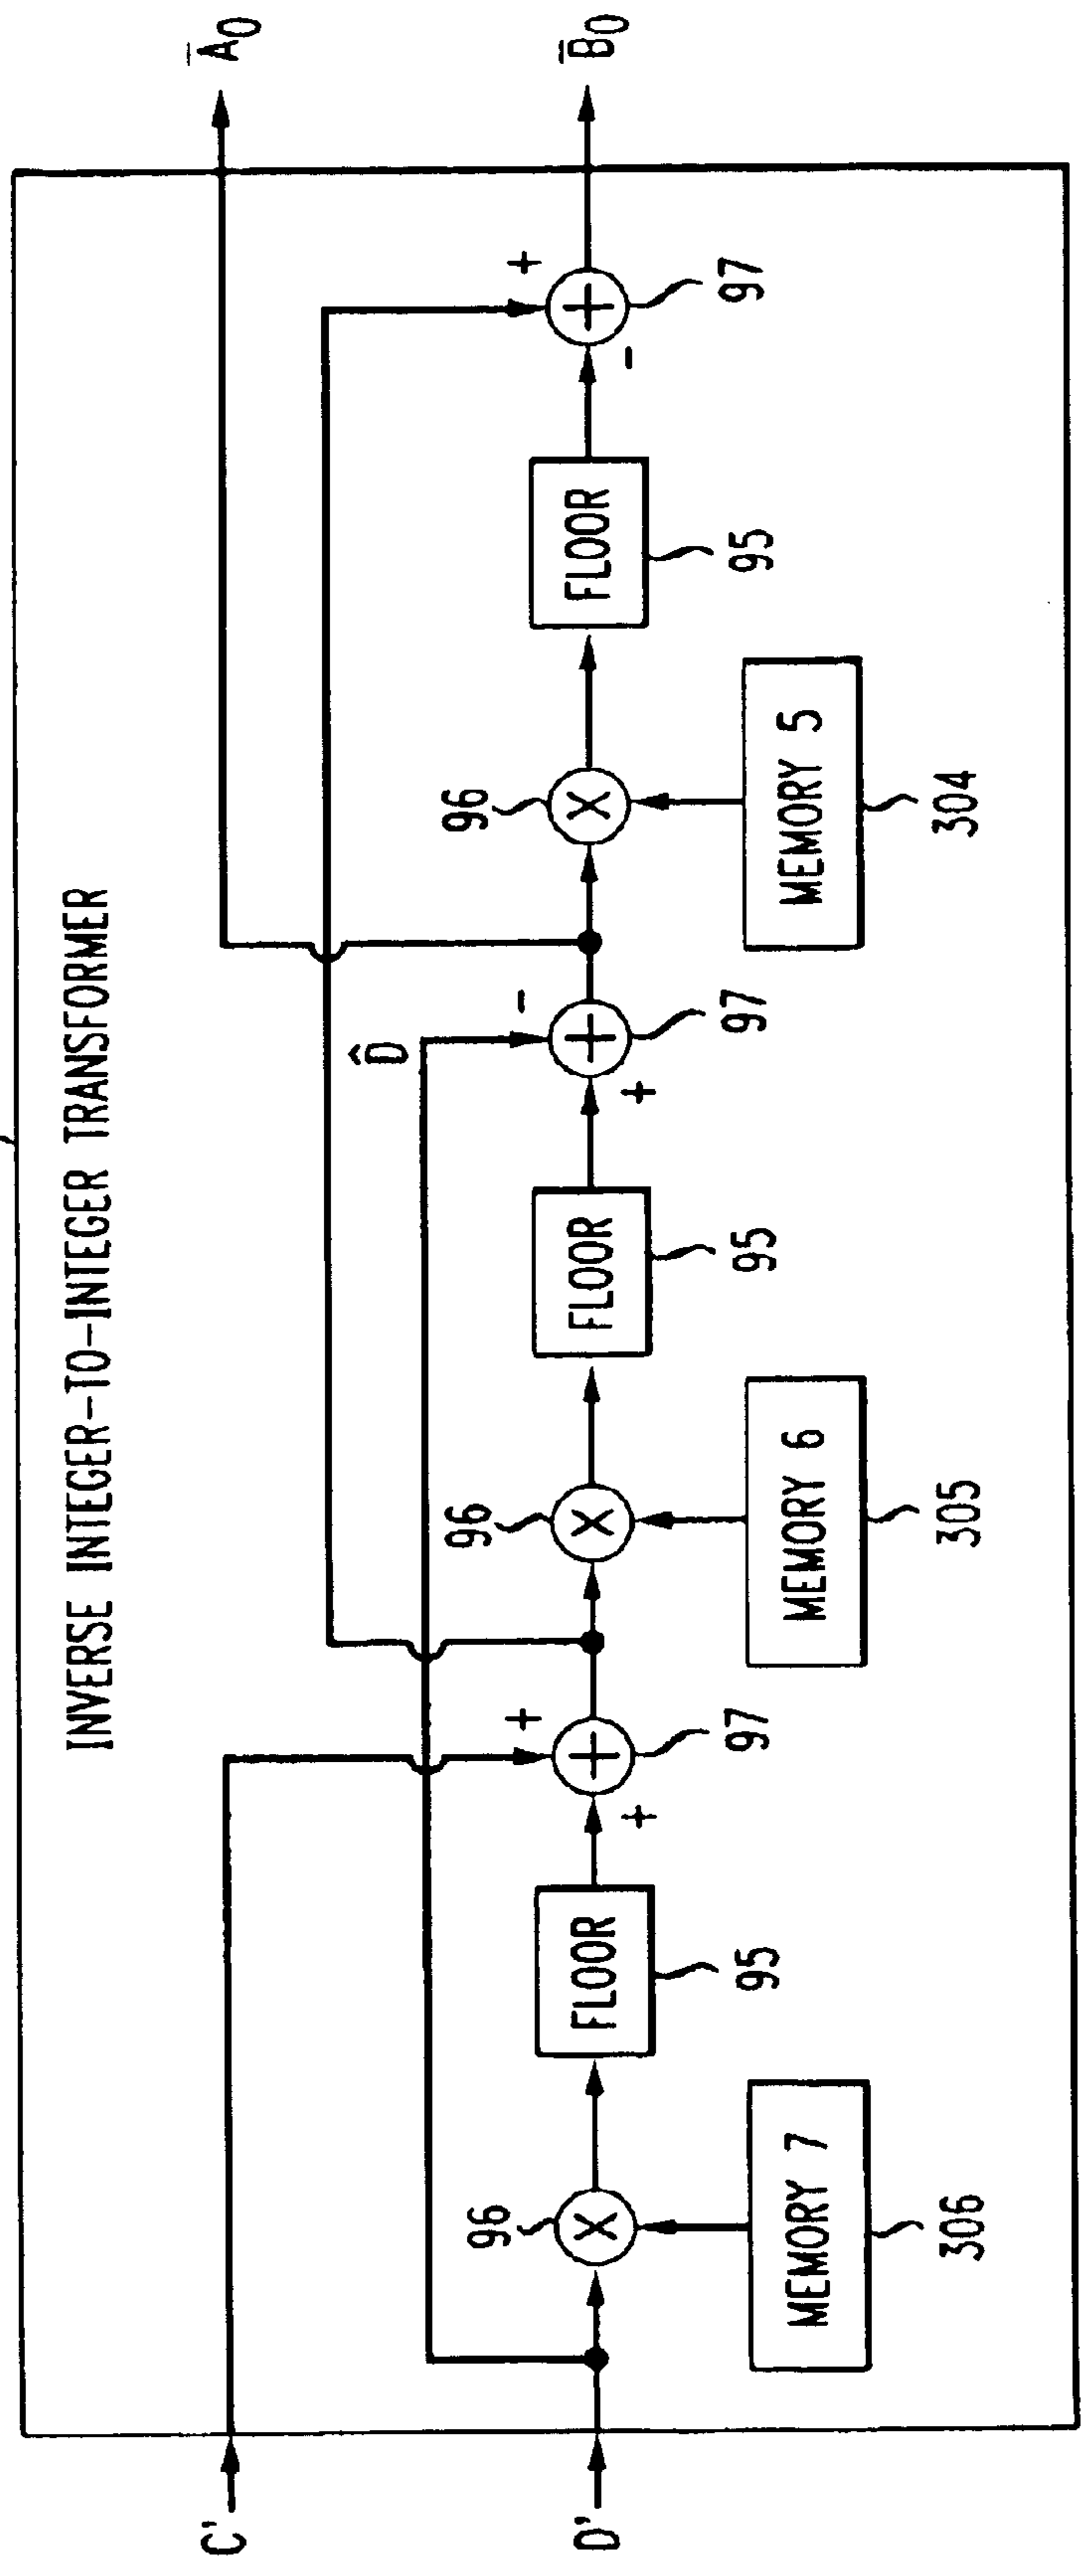 INVERSE INTEGER-TO-INTEGER TRANSFORMER
C'
D'
96
MEMORY 7
306
FLOOR
95
+
+
+
97
96
X
X
MEMORY 6
305
FLOOR
95
D̂
-
+
+
97
96
X
MEMORY 5
304
FLOOR
95
+
-
+
97
A̅0
B̅0